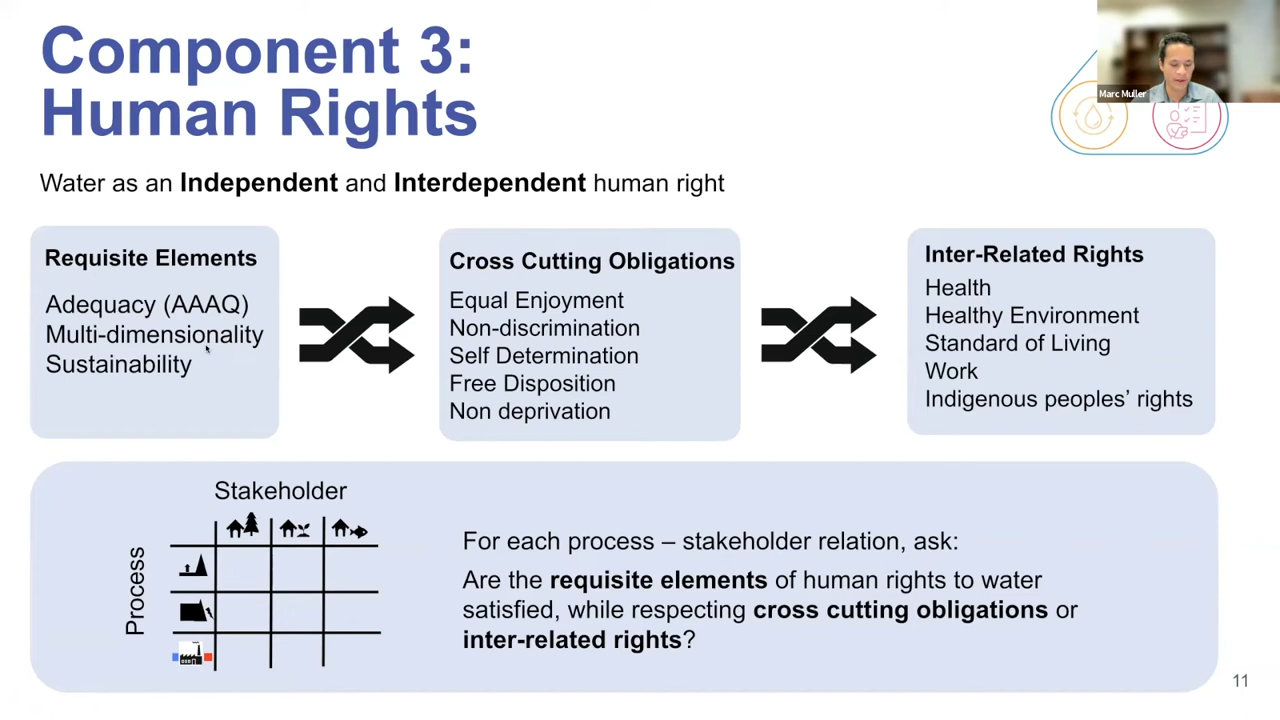 Component 3:
Human Rights
Marc Muller
Water as an Independent and Interdependent human right
Requisite Elements
Adequacy (AAAQ)
Multi-dimensionality
Sustainability
Cross Cutting Obligations
Equal Enjoyment
Non-discrimination
Self Determination
Free Disposition
Non deprivation
Inter-Related Rights
Health
Healthy Environment
Standard of Living
Work
Indigenous peoples’ rights
Stakeholder
Process
For each process – stakeholder relation, ask:
Are the requisite elements of human rights to water
satisfied, while respecting cross cutting obligations or
inter-related rights?
11